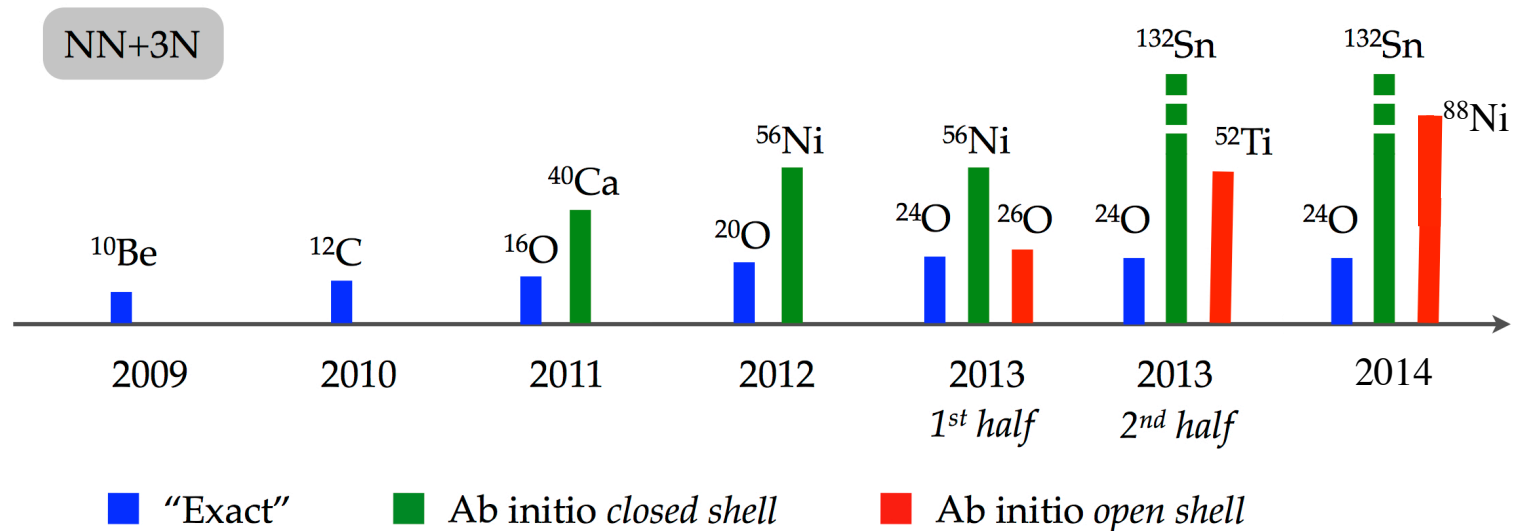 NN+3N
¹³²Sn ¹³²Sn
⁸⁸Ni
⁵⁶Ni ⁵⁶Ni ⁵²Ti
⁴⁰Ca
²⁴O ²⁶O ²⁴O ²⁴O
¹⁰Be ¹²C ¹⁶O ²⁰O
2009 2010 2011 2012 2013 2013 2014
1st half 2nd half
"Exact" Ab initio closed shell Ab initio open shell